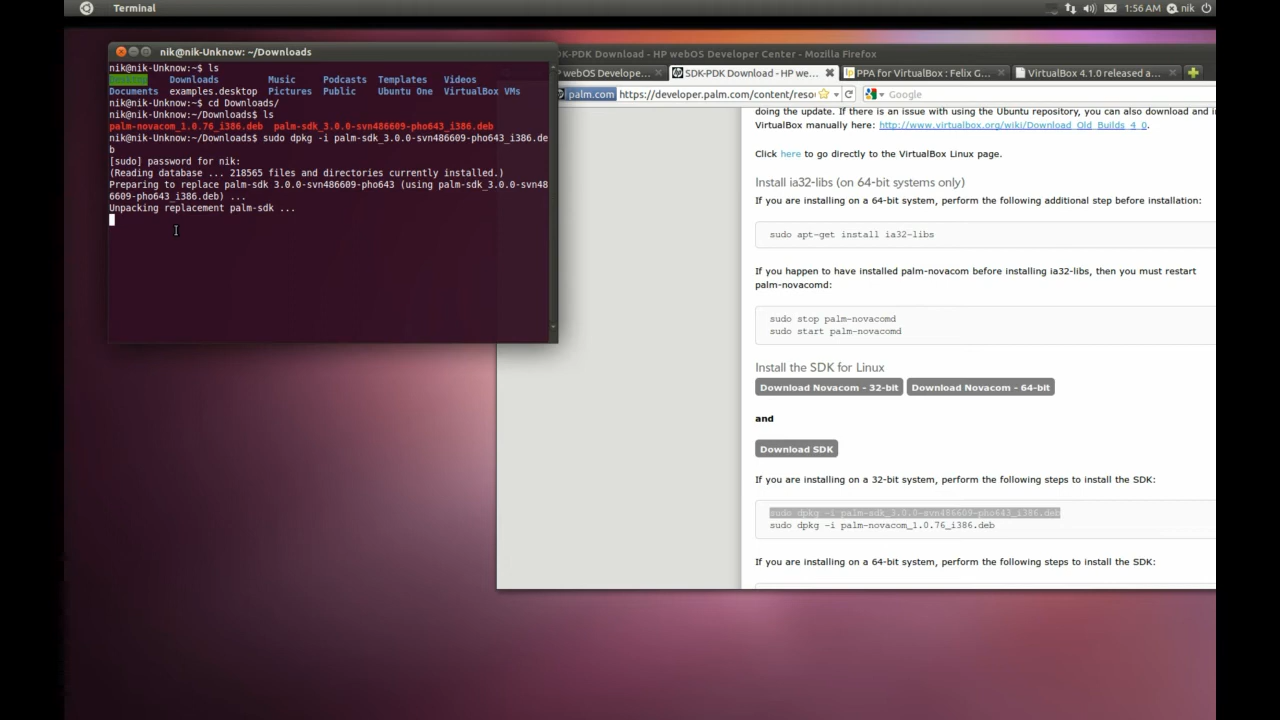 Terminal
1:56 AM
nik
nik@nik-Unknow: ~/Downloads
nik@nik-Unknow:~$ ls
Downloads Music Podcasts Templates Videos
Documents examples.desktop Pictures Public Ubuntu One VirtualBox VMs
nik@nik-Unknow:~$ cd Downloads/
nik@nik-Unknow:~/Downloads$ ls
palm-novacom_1.0.76_i386.deb palm-sdk_3.0.0-svn486609-pho643_i386.deb
nik@nik-Unknow:~/Downloads$ sudo dpkg -i palm-sdk_3.0.0-svn486609-pho643_i386.de
b
[sudo] password for nik:
(Reading database ... 218565 files and directories currently installed.)
Preparing to replace palm-sdk 3.0.0-svn486609-pho643 (using palm-sdk_3.0.0-svn48
6609-pho643_i386.deb) ...
Unpacking replacement palm-sdk ...
K-PDK Download - HP webOS Developer Center - Mozilla Firefox
webOS Develope...
SDK-PDK Download - HP we...
PPA for VirtualBox : Felix G...
VirtualBox 4.1.0 released a...
palm.com https://developer.palm.com/content/reso
Google
doing the update. If there is an issue with using the Ubuntu repository, you can also download and in
VirtualBox manually here: http://www.virtualbox.org/wiki/Download_Old_Builds_4_0.
Click here to go directly to the VirtualBox Linux page.
Install ia32-libs (on 64-bit systems only)
If you are installing on a 64-bit system, perform the following additional step before installation:
sudo apt-get install ia32-libs
If you happen to have installed palm-novacom before installing ia32-libs, then you must restart
palm-novacomd:
sudo stop palm-novacomd
sudo start palm-novacomd
Install the SDK for Linux
Download Novacom - 32-bit Download Novacom - 64-bit
and
Download SDK
If you are installing on a 32-bit system, perform the following steps to install the SDK:
sudo dpkg -i palm-sdk_3.0.0-svn486609-pho643_i386.deb
sudo dpkg -i palm-novacom_1.0.76_i386.deb
If you are installing on a 64-bit system, perform the following steps to install the SDK: